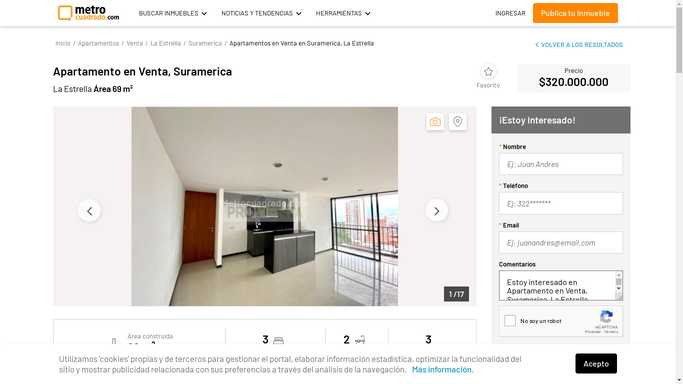 metro
cuadrado.com
BUSCAR INMUEBLES
NOTICIAS Y TENDENCIAS
HERRAMIENTAS
INGRESAR
Publica tu Inmueble
Inicio / Apartamentos / Venta / La Estrella / Suramerica / Apartamentos en Venta en Suramerica, La Estrella
VOLVER A LOS RESULTADOS
Apartamento en Venta, Suramerica
La Estrella Área 69 m²
Favorito
Precio
$320.000.000
¡Estoy Interesado!
* Nombre
Ej: Juan Andres
* Teléfono
Ej: 322*******
* Email
Ej: juanandres@email.com
Comentarios
Estoy interesado en
Apartamento en Venta,
Suramerica, La Estrella
No soy un robot
reCAPTCHA
Privacidad - Términos
1 /17
Área construida
3
2
3
Utilizamos 'cookies' propias y de terceros para gestionar el portal, elaborar información estadística, optimizar la funcionalidad del
sitio y mostrar publicidad relacionada con sus preferencias a través del análisis de la navegación. Más información.
Acepto